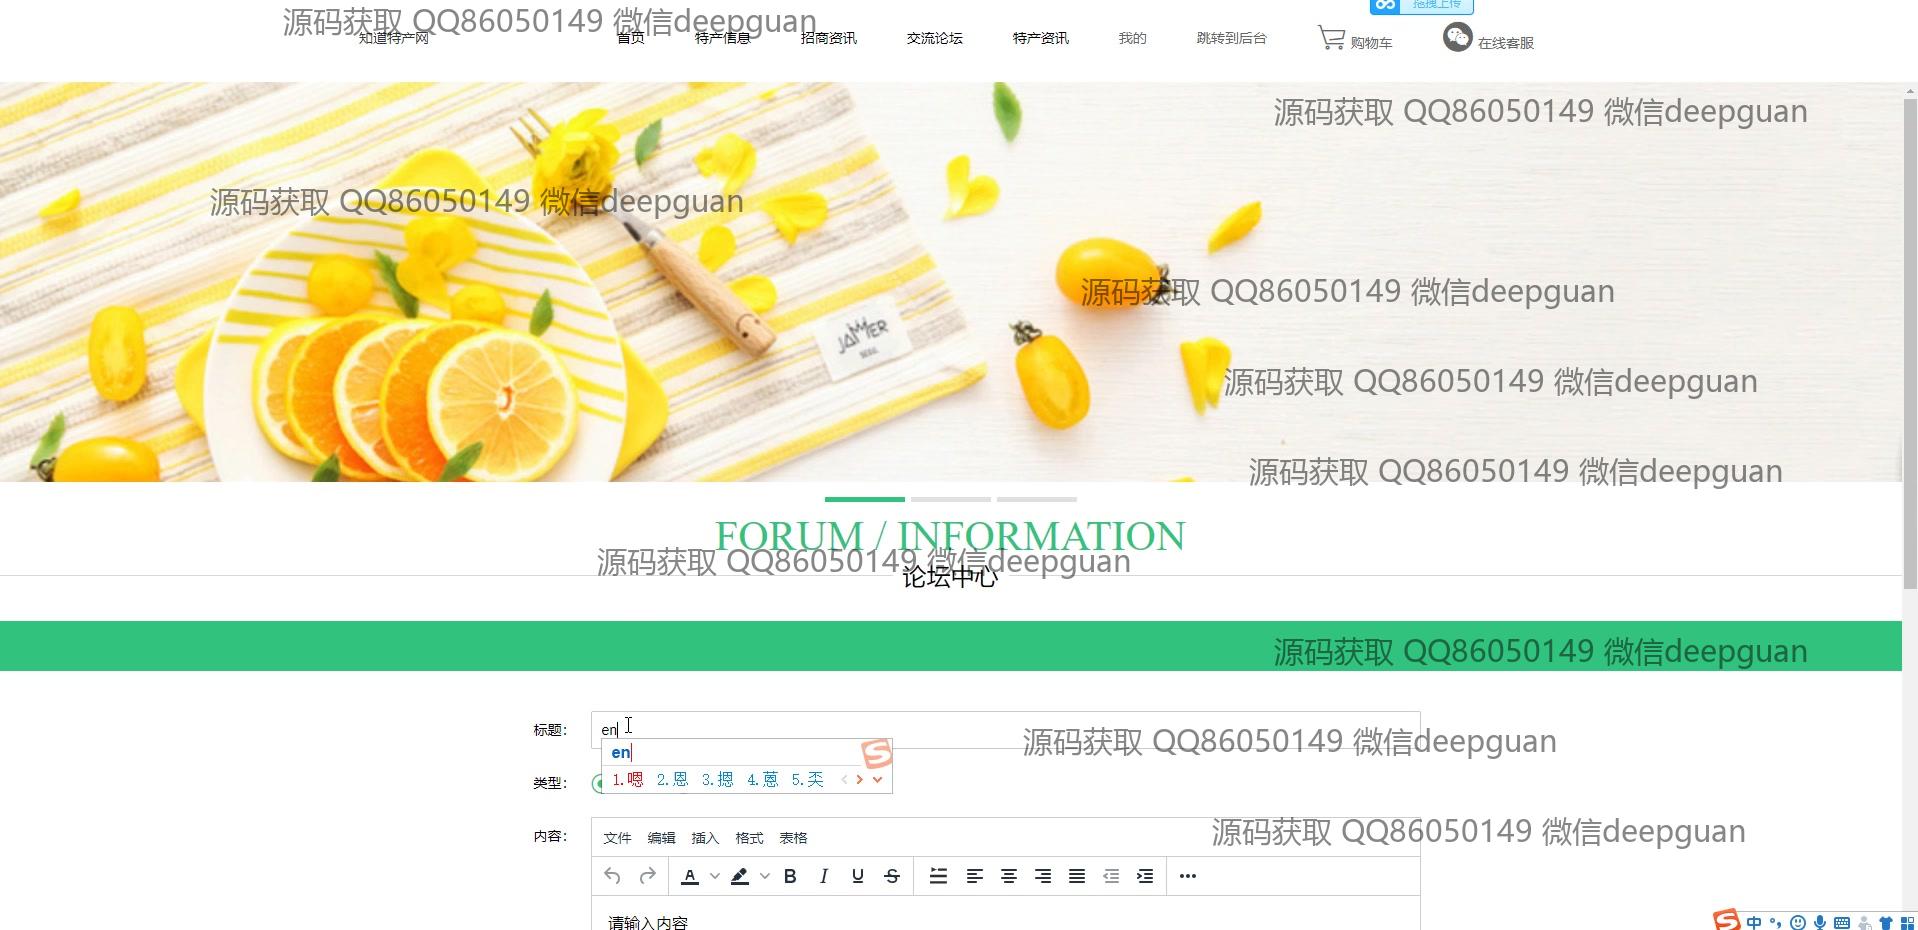 拖拽上传
源码获取 QQ86050149 微信deepguan
知道特产网 首页 特产信息 招商资讯 交流论坛 特产资讯 我的 跳转到后台 购物车 在线客服
源码获取 QQ86050149 微信deepguan
源码获取 QQ86050149 微信deepguan
源码获取 QQ86050149 微信deepguan
JAMMER
SEOUL
源码获取 QQ86050149 微信deepguan
源码获取 QQ86050149 微信deepguan
FORUM / INFORMATION
源码获取 QQ86050149 微信deepguan
论坛中心
源码获取 QQ86050149 微信deepguan
标题： en
源码获取 QQ86050149 微信deepguan
en
1.嗯 2.恩 3.摁 4.蒽 5.奀
类型：
内容： 文件 编辑 插入 格式 表格
源码获取 QQ86050149 微信deepguan
A B I U S
请输入内容
中